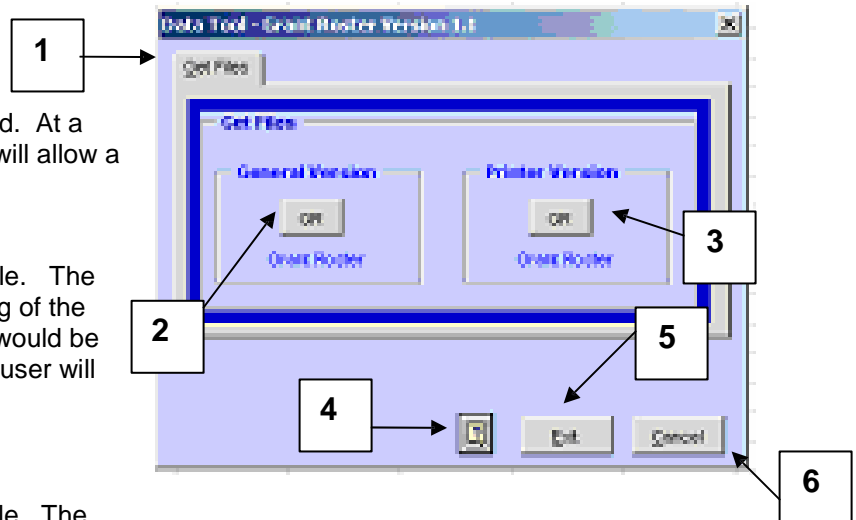 Data Tool - Grant Roster Version 1.1
1
Get Files
d. At a
will allow a
Get Files
General Version
Printer Version
GR
GR
3
Grant Roster
Grant Roster
le. The
g of the
would be
user will
2
5
4
Exit
Cancel
6
le. The